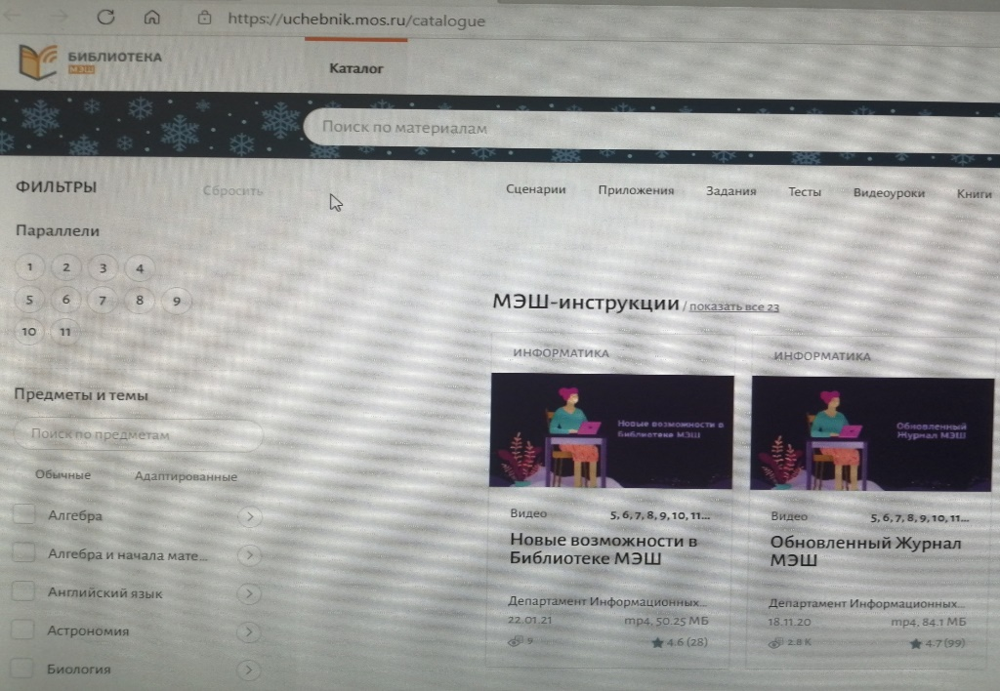 https://uchebnik.mos.ru/catalogue
БИБЛИОТЕКА
МЭШ
Каталог
Поиск по материалам
ФИЛЬТРЫ
Сбросить
Сценарии
Приложения
Задания
Тесты
Видеоуроки
Книги
Параллели
1 2 3 4
5 6 7 8 9
10 11
МЭШ-инструкции / показать все 23
Предметы и темы
Поиск по предметам
Обычные
Адаптированные
Алгебра
Алгебра и начала мате...
Английский язык
Астрономия
Биология
ИНФОРМАТИКА
Новые возможности в
Библиотеке МЭШ
Видео
5, 6, 7, 8, 9, 10, 11...
Новые возможности в
Библиотеке МЭШ
Департамент Информационных...
22.01.21
mp4, 50.25 МБ
9
4.6 (28)
ИНФОРМАТИКА
Обновленный
Журнал МЭШ
Видео
5, 6, 7, 8, 9, 10, 11...
Обновленный Журнал
МЭШ
Департамент Информационных...
18.11.20
mp4, 84.1 МБ
2.8 K
4.7 (99)